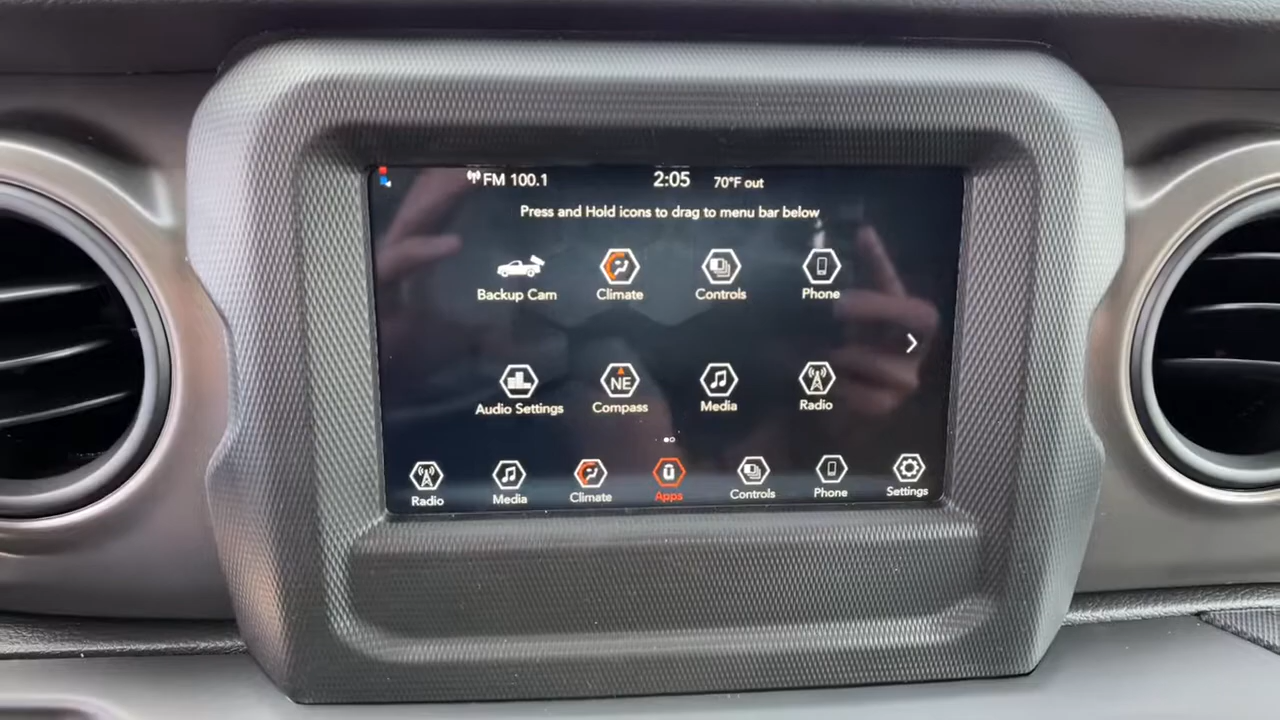 FM 100.1 2:05 70°F out
Press and Hold icons to drag to menu bar below
Backup Cam Climate Controls Phone
NE
Audio Settings Compass Media Radio
Radio Media Climate Apps Controls Phone Settings